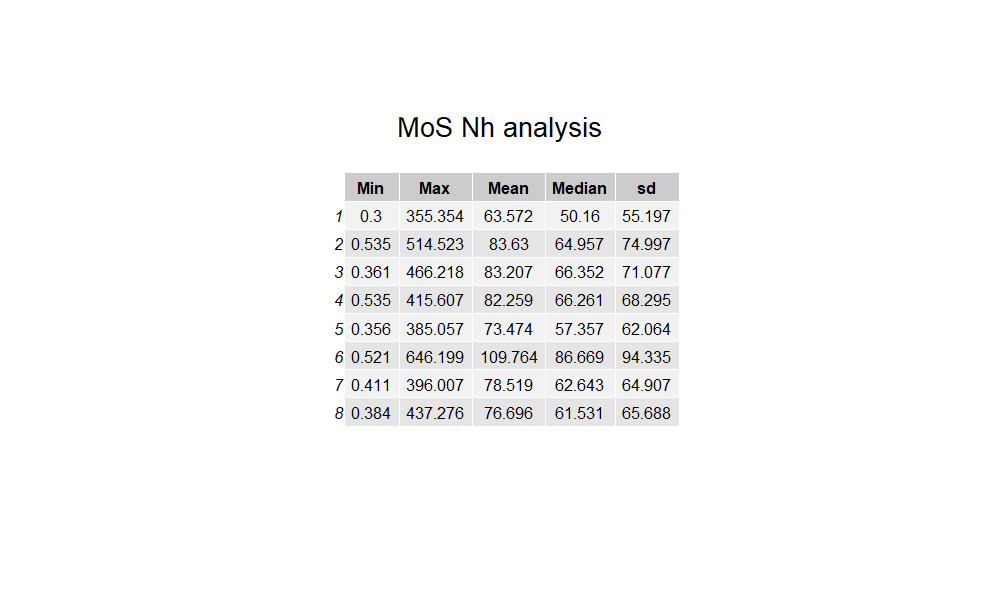 MoS Nh analysis
Min Max Mean Median sd
1 0.3 355.354 63.572 50.16 55.197
2 0.535 514.523 83.63 64.957 74.997
3 0.361 466.218 83.207 66.352 71.077
4 0.535 415.607 82.259 66.261 68.295
5 0.356 385.057 73.474 57.357 62.064
6 0.521 646.199 109.764 86.669 94.335
7 0.411 396.007 78.519 62.643 64.907
8 0.384 437.276 76.696 61.531 65.688